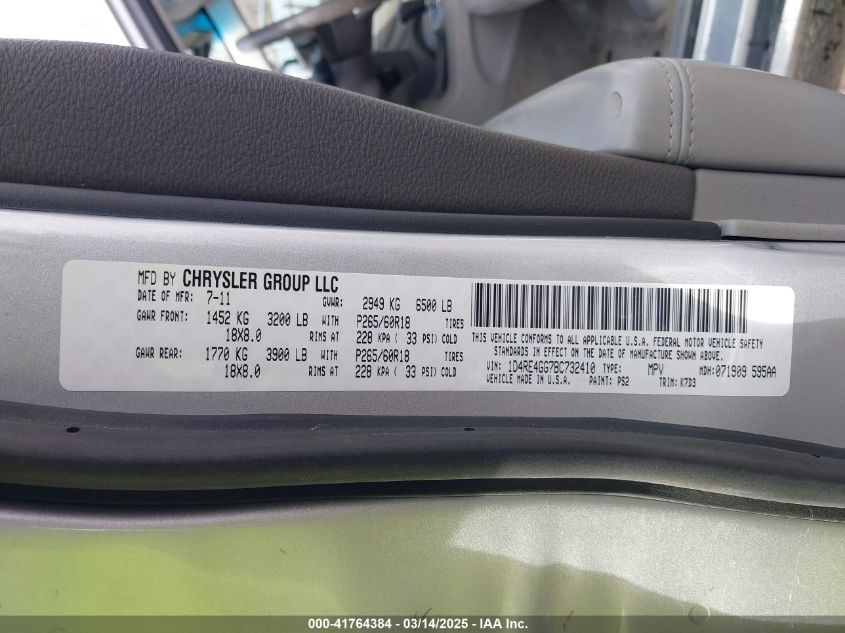 MFD BY CHRYSLER GROUP LLC
DATE OF MFR: 7-11 GVWR: 2949 KG 6500 LB
GAWR FRONT: 1452 KG 3200 LB WITH P265/60R18 TIRES
18X8.0 RIMS AT 228 KPA ( 33 PSI) COLD
GAWR REAR: 1770 KG 3900 LB WITH P265/60R18 TIRES
18X8.0 RIMS AT 228 KPA ( 33 PSI) COLD
THIS VEHICLE CONFORMS TO ALL APPLICABLE U.S.A. FEDERAL MOTOR VEHICLE SAFETY
STANDARDS IN EFFECT ON THE DATE OF MANUFACTURE SHOWN ABOVE.
VIN: 1D4RE4GG7BC732410 TYPE: MPV MDH: 071909 595AA
VEHICLE MADE IN U.S.A. PAINT: PS2 TRIM: K7D3
000-41764384 - 03/14/2025 - IAA Inc.